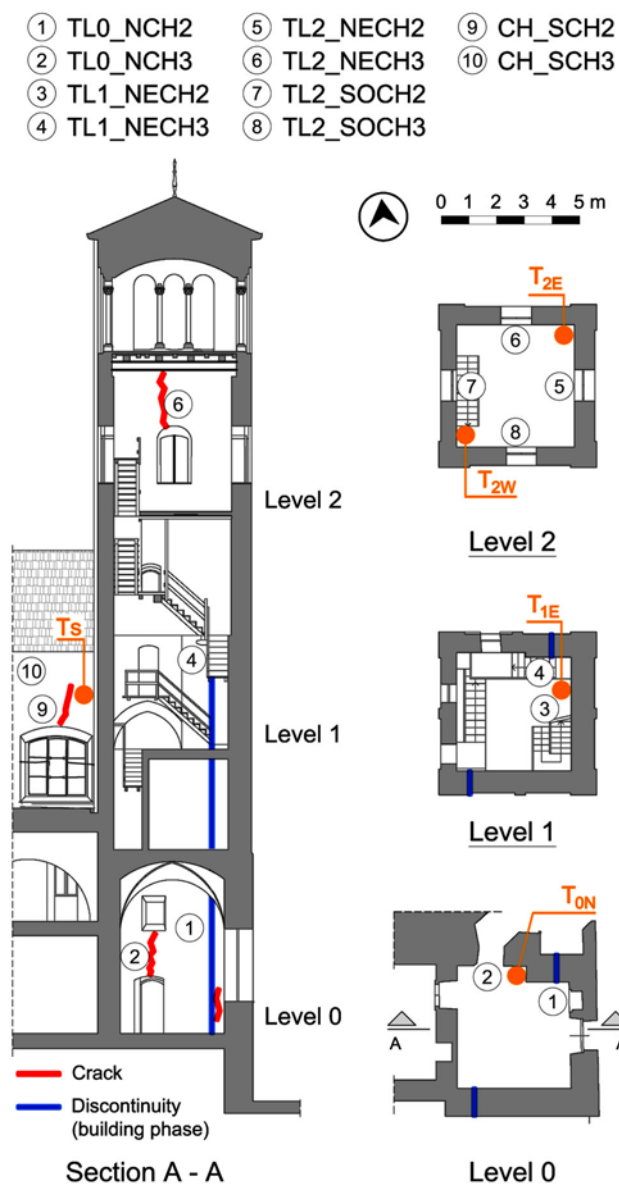 1 TL0_NCH2
2 TL0_NCH3
3 TL1_NECH2
4 TL1_NECH3
5 TL2_NECH2
6 TL2_NECH3
7 TL2_SOCH2
8 TL2_SOCH3
9 CH_SCH2
10 CH_SCH3
0 1 2 3 4 5 m
6
Level 2
TS
10
9
4
Level 1
1
2
Level 0
Crack
Discontinuity
(building phase)
Section A - A
T2E
6
7
5
8
T2W
Level 2
T1E
4
3
Level 1
T0N
2
1
A
A
Level 0